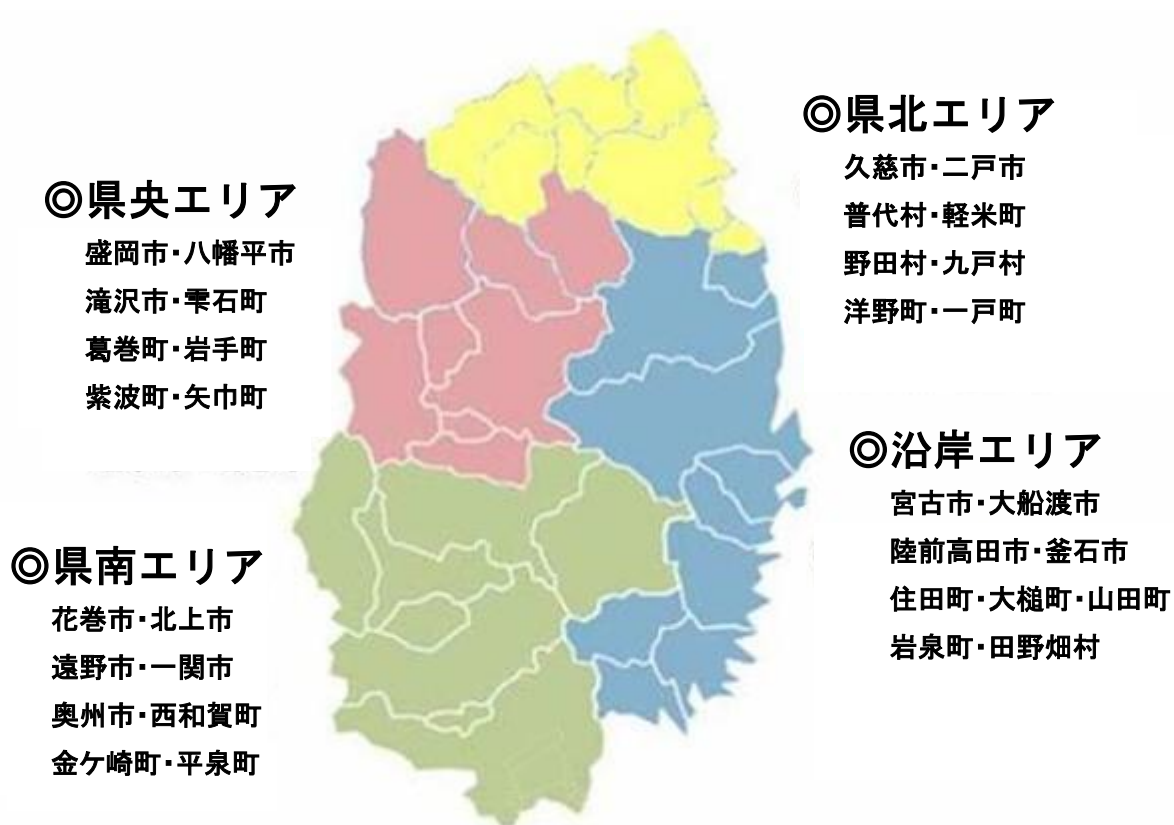 ◎県央エリア
盛岡市・八幡平市
滝沢市・雫石町
葛巻町・岩手町
紫波町・矢巾町
◎県南エリア
花巻市・北上市
遠野市・一関市
奥州市・西和賀町
金ケ崎町・平泉町
◎県北エリア
久慈市・二戸市
普代村・軽米町
野田村・九戸村
洋野町・一戸町
◎沿岸エリア
宮古市・大船渡市
陸前高田市・釜石市
住田町・大槌町・山田町
岩泉町・田野畑村